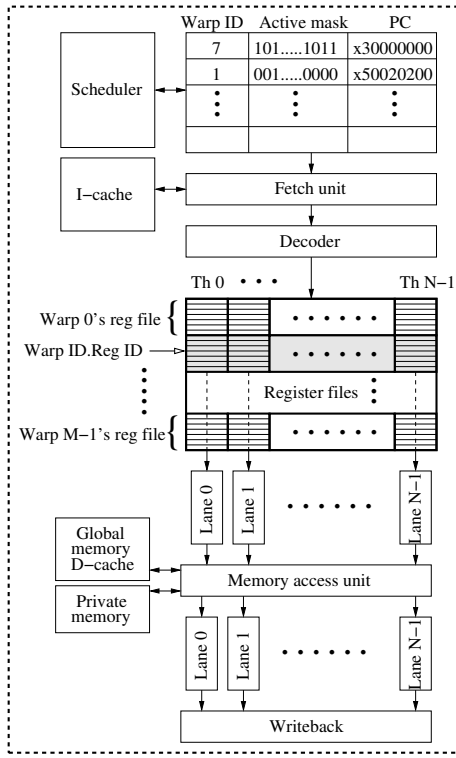 Warp ID Active mask PC
7 101.....1011 x30000000
1 001.....0000 x50020200
Scheduler
I−cache
Fetch unit
Decoder
Th 0 Th N−1
Warp 0's reg file
Warp ID.Reg ID
Register files
Warp M−1's reg file
Lane 0
Lane 1
Lane N−1
Global
memory
D−cache
Memory access unit
Private
memory
Lane 0
Lane 1
Lane N−1
Writeback